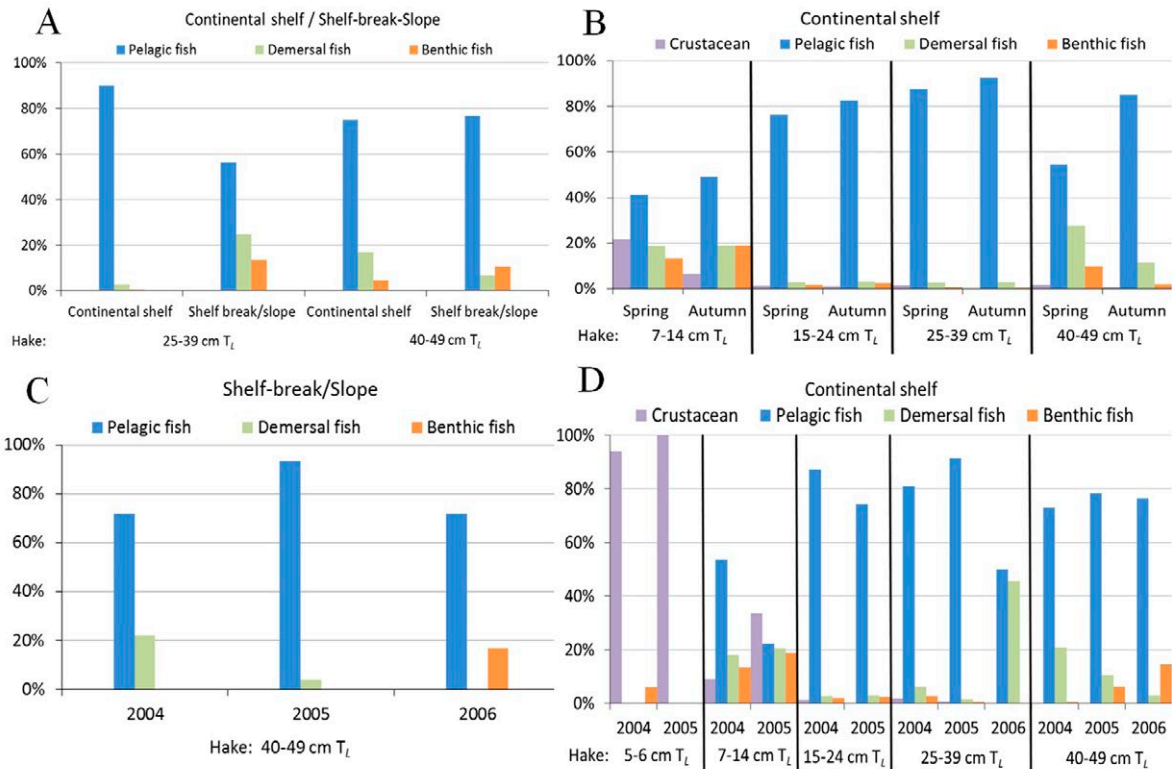 A
Continental shelf / Shelf-break-Slope
Pelagic fish Demersal fish Benthic fish
100%
80%
60%
40%
20%
0%
Continental shelf Shelf break/slope Continental shelf Shelf break/slope
Hake: 25-39 cm TL 40-49 cm TL
B
Continental shelf
Crustacean Pelagic fish Demersal fish Benthic fish
100%
80%
60%
40%
20%
0%
Spring Autumn Spring Autumn Spring Autumn Spring Autumn
Hake: 7-14 cm TL 15-24 cm TL 25-39 cm TL 40-49 cm TL
C
Shelf-break/Slope
Pelagic fish Demersal fish Benthic fish
100%
80%
60%
40%
20%
0%
2004 2005 2006
Hake: 40-49 cm TL
D
Continental shelf
Crustacean Pelagic fish Demersal fish Benthic fish
100%
80%
60%
40%
20%
0%
2004 2005 2004 2005 2004 2005 2004 2005 2006 2004 2005 2006
Hake: 5-6 cm TL 7-14 cm TL 15-24 cm TL 25-39 cm TL 40-49 cm TL